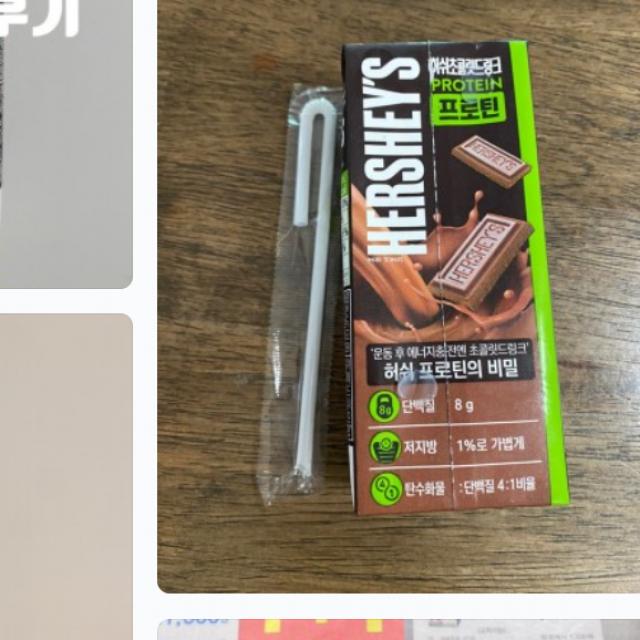 후기
HERSHEY'S
허쉬초콜릿드링크
PROTEIN
프로틴
HERSHEY'S
HERSHEY'S
'운동 후 에너지충전엔 초콜릿드링크'
허쉬 프로틴의 비밀
8g 단백질 8 g
저지방 1%로 가볍게
4 1 탄수화물 : 단백질 4:1비율